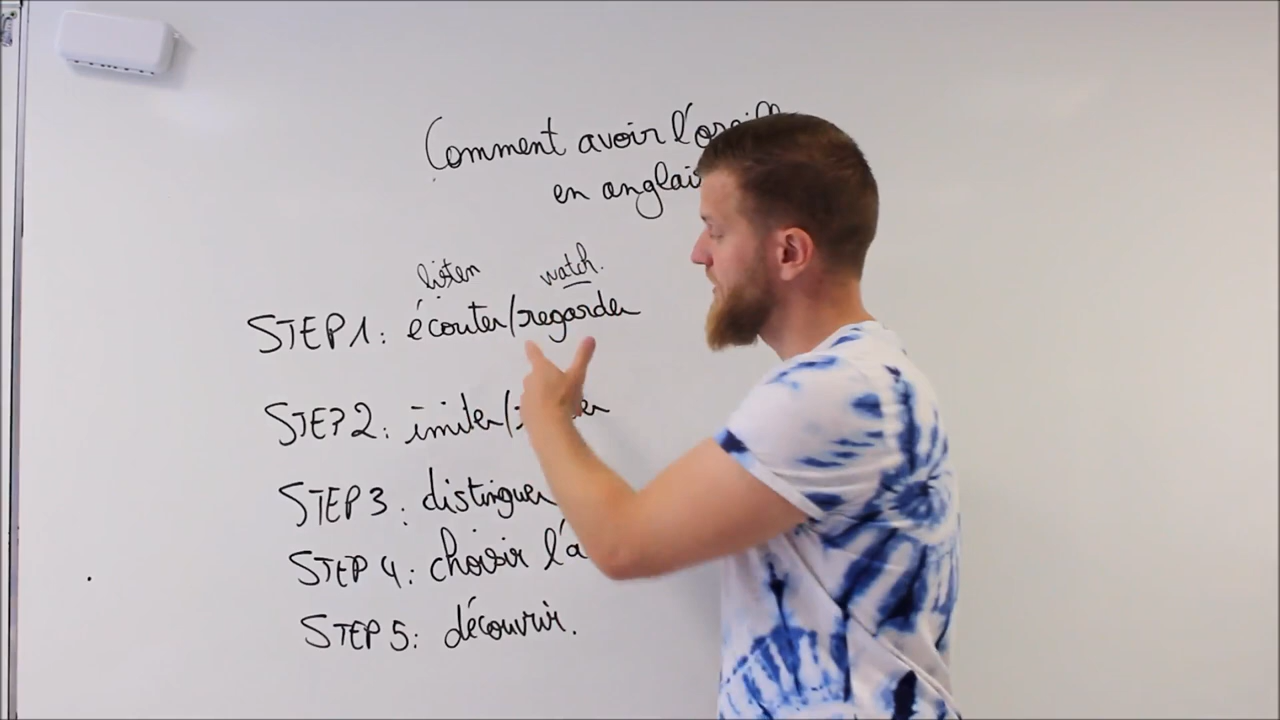 Comment avoir l'oreille
en anglais
listen watch.
STEP 1: écouter/regarder
STEP 2: imiter/
STEP 3: distinguer
STEP 4: choisir
STEP 5: découvrir.